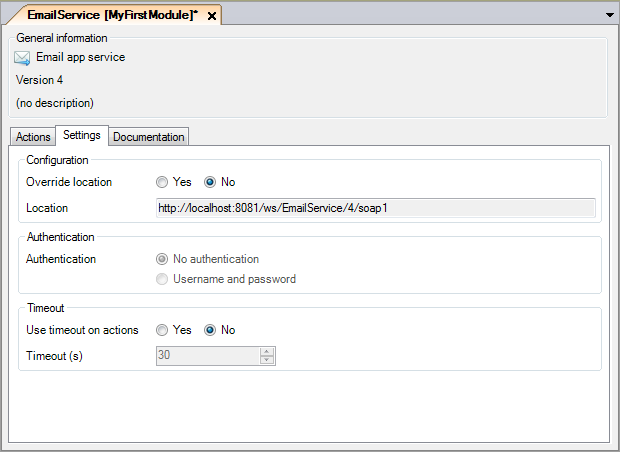 EmailService [MyFirstModule]*
General information
Email app service
Version 4
(no description)
Actions Settings Documentation
Configuration
Override location Yes No
Location http://localhost:8081/ws/EmailService/4/soap1
Authentication
Authentication No authentication
Username and password
Timeout
Use timeout on actions Yes No
Timeout (s) 30